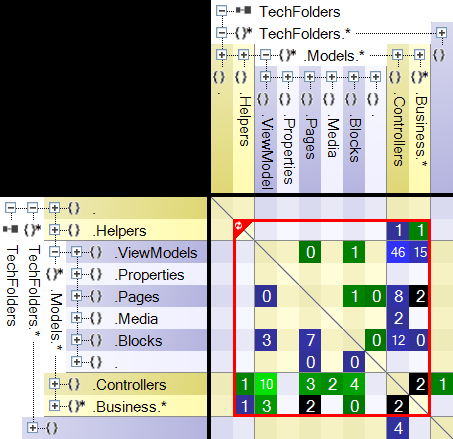 TechFolders
{}* TechFolders.*
{}* .Models.*
{} .
{} .Helpers
{} .ViewModel
{} .Properties
{} .Pages
{} .Media
{} .Blocks
{} .
{} .Controllers
{}* .Business.*
{}
TechFolders
{}* TechFolders.*
{}* .Models.*
{} .
{} .Helpers 1 1
{} .ViewModels 0 1 46 15
{} .Properties
{} .Pages 0 1 0 8 2
{} .Media 2
{} .Blocks 3 7 0 12 0
{} . 0 0
{} .Controllers 1 10 3 2 4 2 1
{}* .Business.* 1 3 2 0 2
{} 4